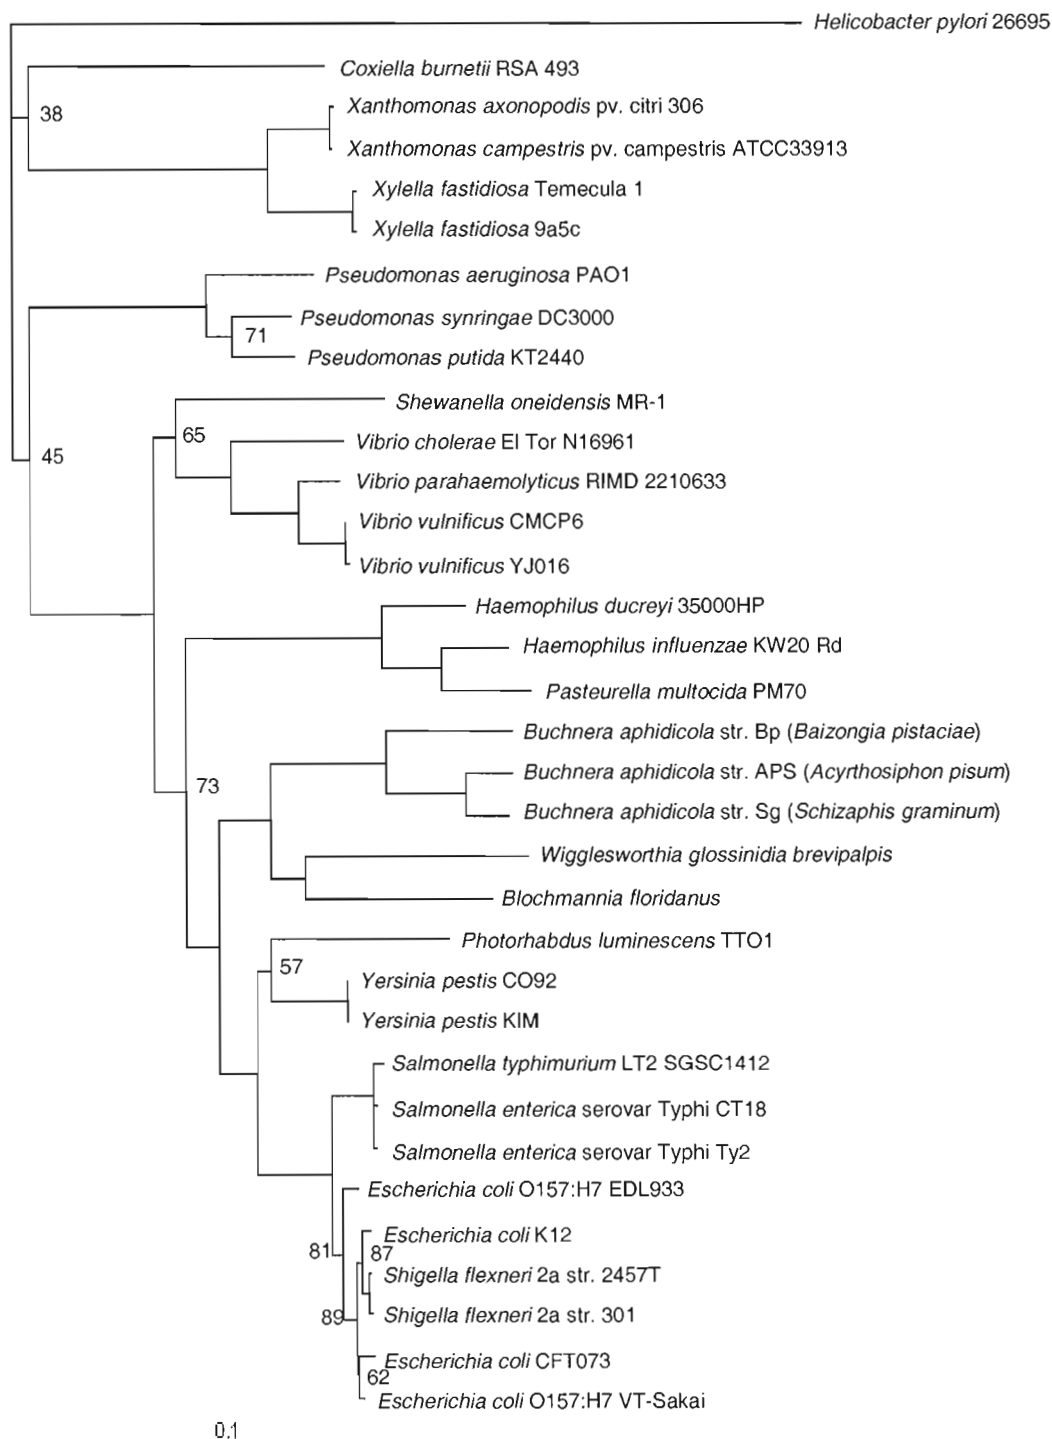 Helicobacter pylori 26695
Coxiella burnetii RSA 493
38
Xanthomonas axonopodis pv. citri 306
Xanthomonas campestris pv. campestris ATCC33913
Xylella fastidiosa Temecula 1
Xylella fastidiosa 9a5c
Pseudomonas aeruginosa PAO1
Pseudomonas synringae DC3000
71
Pseudomonas putida KT2440
Shewanella oneidensis MR-1
65
Vibrio cholerae El Tor N16961
45
Vibrio parahaemolyticus RIMD 2210633
Vibrio vulnificus CMCP6
Vibrio vulnificus YJ016
Haemophilus ducreyi 35000HP
Haemophilus influenzae KW20 Rd
Pasteurella multocida PM70
Buchnera aphidicola str. Bp (Baizongia pistaciae)
Buchnera aphidicola str. APS (Acyrthosiphon pisum)
73
Buchnera aphidicola str. Sg (Schizaphis graminum)
Wigglesworthia glossinidia brevipalpis
Blochmannia floridanus
Photorhabdus luminescens TTO1
57
Yersinia pestis CO92
Yersinia pestis KIM
Salmonella typhimurium LT2 SGSC1412
Salmonella enterica serovar Typhi CT18
Salmonella enterica serovar Typhi Ty2
Escherichia coli O157:H7 EDL933
Escherichia coli K12
81
87
Shigella flexneri 2a str. 2457T
Shigella flexneri 2a str. 301
89
Escherichia coli CFT073
62
Escherichia coli O157:H7 VT-Sakai
0.1